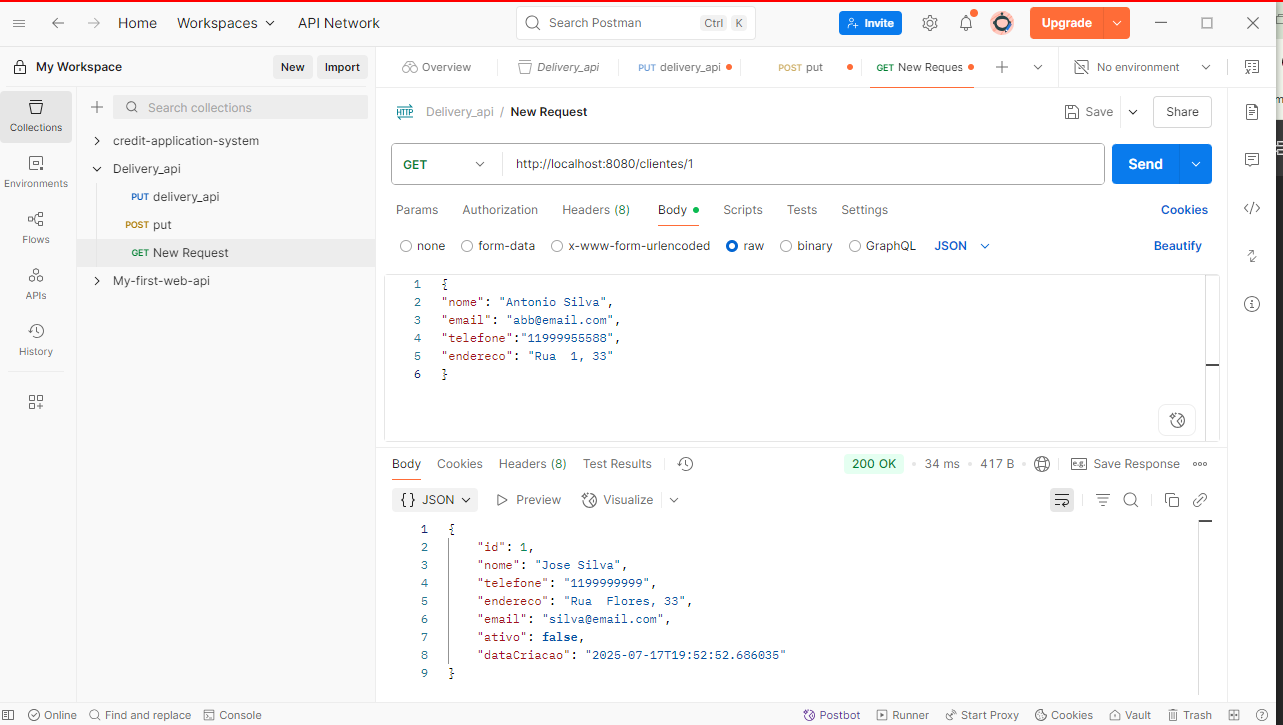 Home Workspaces API Network Search Postman Ctrl K Invite Upgrade
My Workspace New Import Overview Delivery_api PUT delivery_api POST put GET New Reques No environment
Search collections
Collections
Environments
Flows
APIs
History
credit-application-system
Delivery_api
PUT delivery_api
POST put
GET New Request
My-first-web-api
HTTP Delivery_api / New Request Save Share
GET http://localhost:8080/clientes/1 Send
Params Authorization Headers (8) Body Scripts Tests Settings Cookies
none form-data x-www-form-urlencoded raw binary GraphQL JSON Beautify
1 {
2 "nome": "Antonio Silva",
3 "email": "abb@email.com",
4 "telefone":"11999955588",
5 "endereco": "Rua  1, 33"
6 }
Body Cookies Headers (8) Test Results 200 OK 34 ms 417 B e.g. Save Response
{} JSON Preview Visualize
1 {
2 "id": 1,
3 "nome": "Jose Silva",
4 "telefone": "1199999999",
5 "endereco": "Rua  Flores, 33",
6 "email": "silva@email.com",
7 "ativo": false,
8 "dataCriacao": "2025-07-17T19:52:52.686035"
9 }
Online Find and replace Console Postbot Runner Start Proxy Cookies Vault Trash